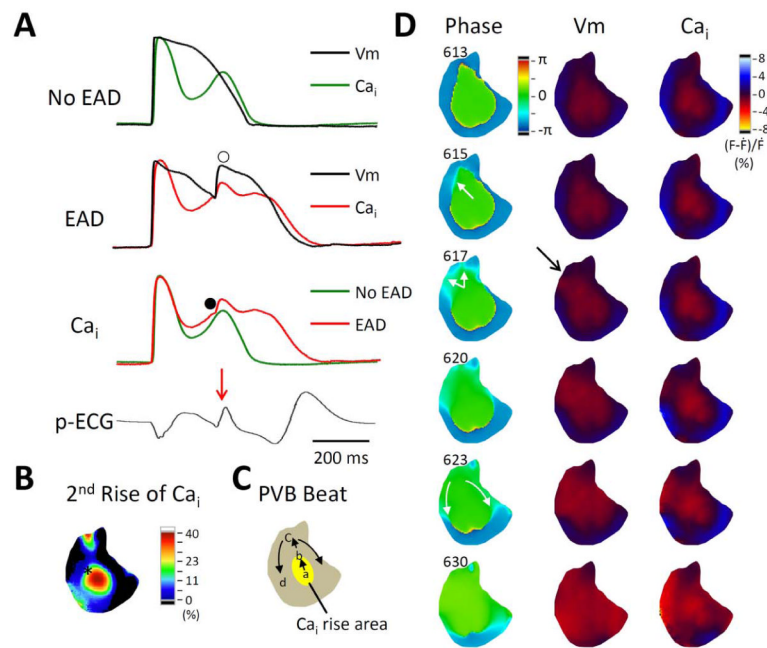 A
Vm
Cai
No EAD
Vm
Cai
EAD
No EAD
EAD
Cai
p-ECG
200 ms
B
2nd Rise of Cai
40
33
22
11
0
(%)
*
C
PVB Beat
C
b
a
d
Cai rise area
D
Phase
Vm
Cai
613
π
0
-π
8
4
0
-4
-8
(F-Ḟ)/Ḟ
(%)
615
617
620
623
630